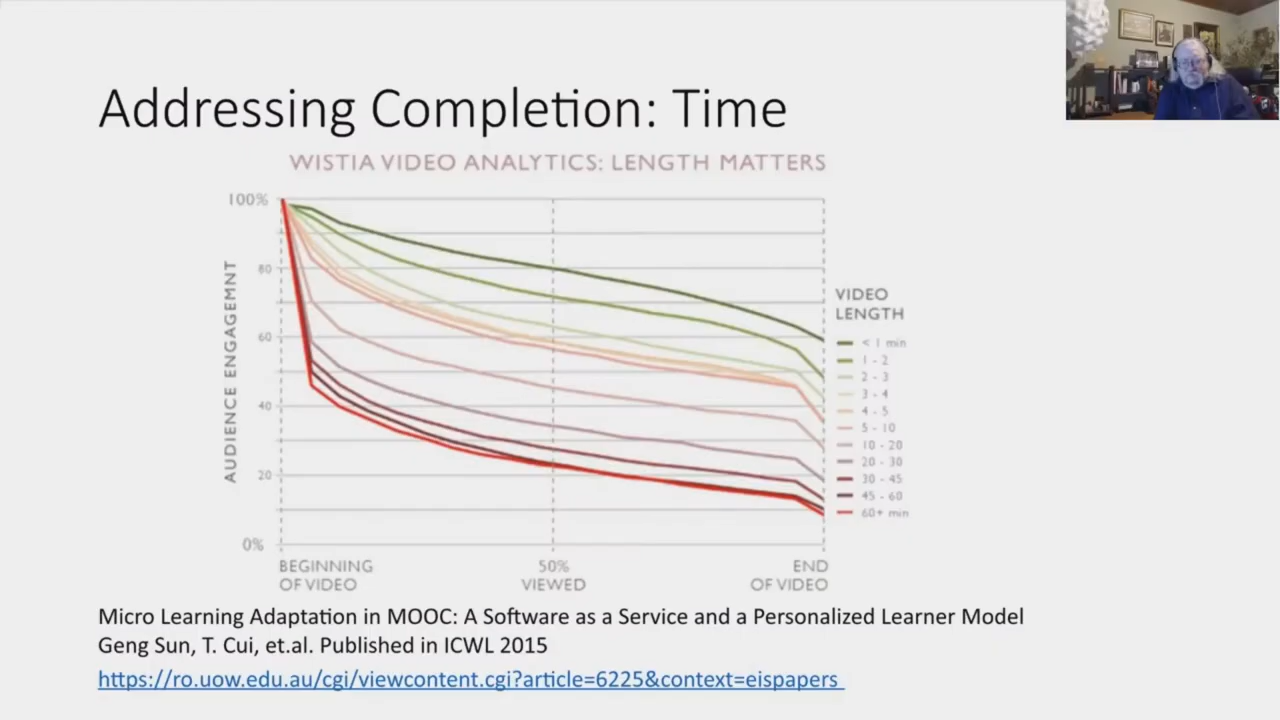 Addressing Completion: Time
WISTIA VIDEO ANALYTICS: LENGTH MATTERS
100%
80
60
40
20
0%
AUDIENCE ENGAGEMNT
BEGINNING
OF VIDEO
50%
VIEWED
END
OF VIDEO
VIDEO
LENGTH
< 1 min
1 - 2
2 - 3
3 - 4
4 - 5
5 - 10
10 - 20
20 - 30
30 - 45
45 - 60
60+ min
Micro Learning Adaptation in MOOC: A Software as a Service and a Personalized Learner Model
Geng Sun, T. Cui, et.al. Published in ICWL 2015
https://ro.uow.edu.au/cgi/viewcontent.cgi?article=6225&context=eispapers